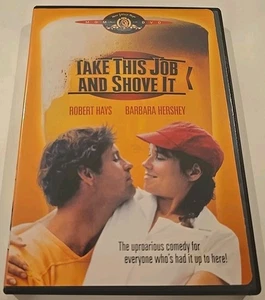 TAKE THIS JOB
AND SHOVE IT
ROBERT HAYS BARBARA HERSHEY
The uproarious comedy for
everyone who's had it up to here!